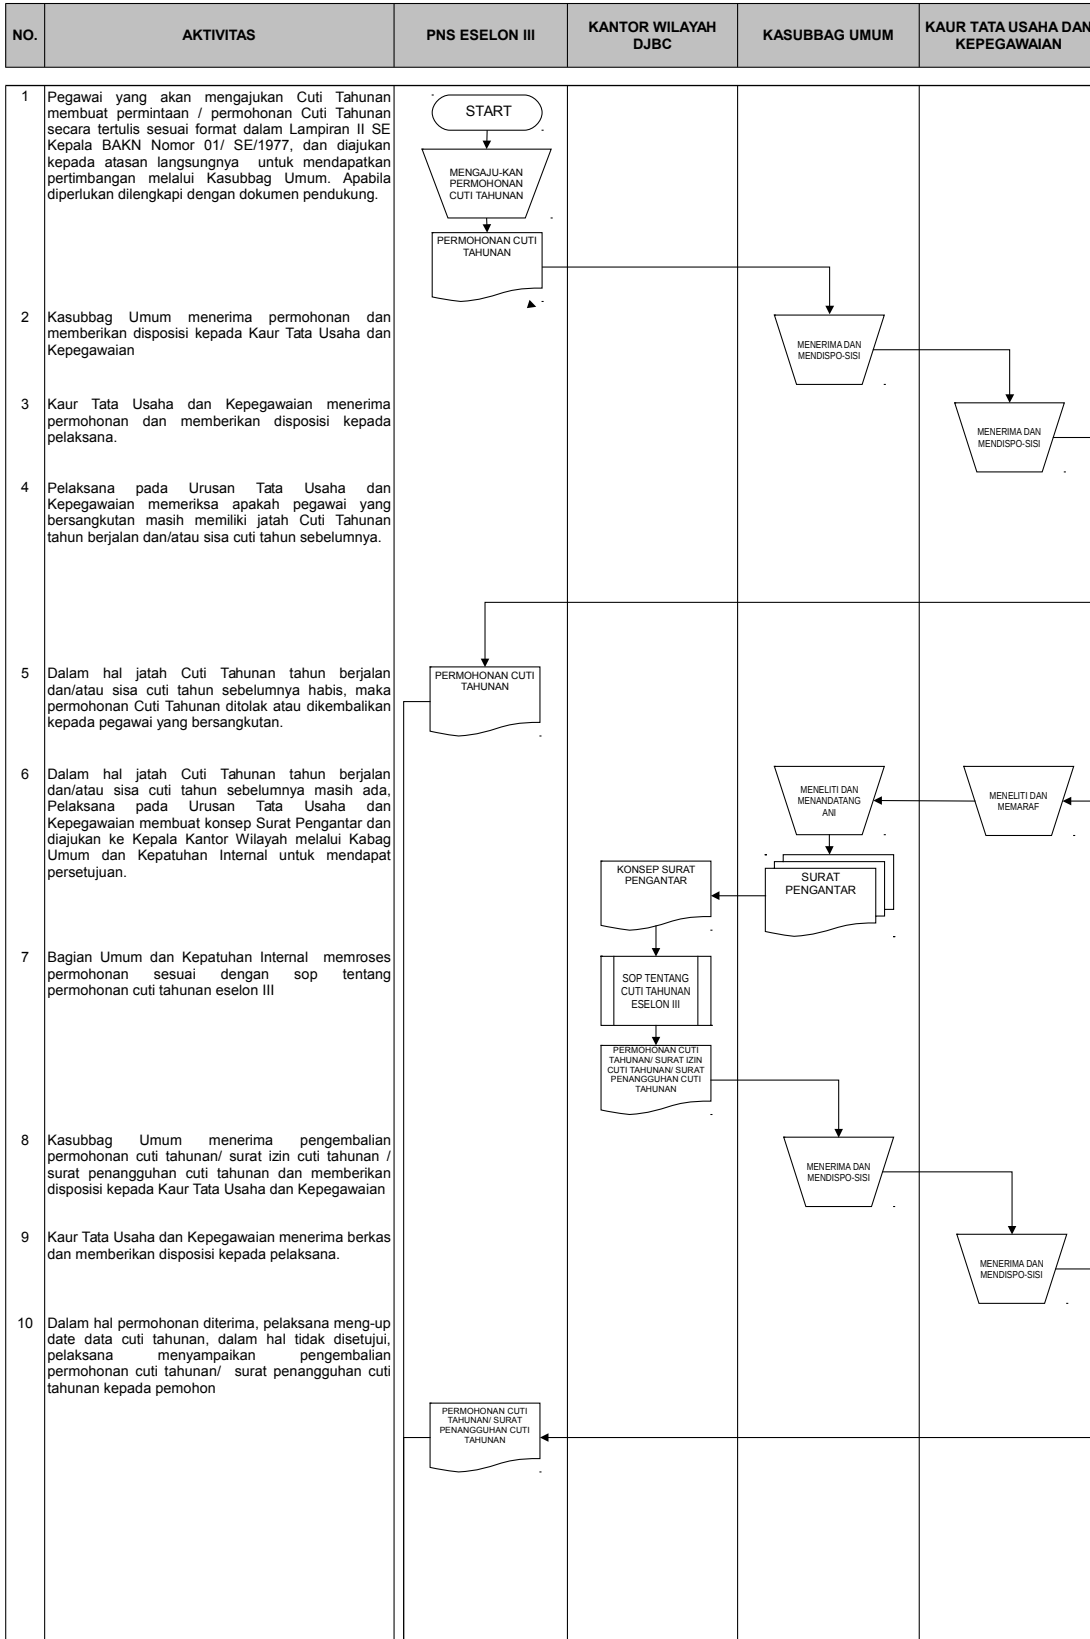 NO.
AKTIVITAS
PNS ESELON III
KANTOR WILAYAH
DJBC
KASUBBAG UMUM
KAUR TATA USAHA DAN
KEPEGAWAIAN
1
Pegawai yang akan mengajukan Cuti Tahunan
membuat permintaan / permohonan Cuti Tahunan
secara tertulis sesuai format dalam Lampiran II SE
Kepala BAKN Nomor 01/ SE/1977, dan diajukan
kepada atasan langsungnya untuk mendapatkan
pertimbangan melalui Kasubbag Umum. Apabila
diperlukan dilengkapi dengan dokumen pendukung.
START
MENGAJU-KAN
PERMOHONAN
CUTI TAHUNAN
PERMOHONAN CUTI
TAHUNAN
2
Kasubbag Umum menerima permohonan dan
memberikan disposisi kepada Kaur Tata Usaha dan
Kepegawaian
MENERIMA DAN
MENDISPO-SISI
3
Kaur Tata Usaha dan Kepegawaian menerima
permohonan dan memberikan disposisi kepada
pelaksana.
MENERIMA DAN
MENDISPO-SISI
4
Pelaksana pada Urusan Tata Usaha dan
Kepegawaian memeriksa apakah pegawai yang
bersangkutan masih memiliki jatah Cuti Tahunan
tahun berjalan dan/atau sisa cuti tahun sebelumnya.
5
Dalam hal jatah Cuti Tahunan tahun berjalan
dan/atau sisa cuti tahun sebelumnya habis, maka
permohonan Cuti Tahunan ditolak atau dikembalikan
kepada pegawai yang bersangkutan.
PERMOHONAN CUTI
TAHUNAN
6
Dalam hal jatah Cuti Tahunan tahun berjalan
dan/atau sisa cuti tahun sebelumnya masih ada,
Pelaksana pada Urusan Tata Usaha dan
Kepegawaian membuat konsep Surat Pengantar dan
diajukan ke Kepala Kantor Wilayah melalui Kabag
Umum dan Kepatuhan Internal untuk mendapat
persetujuan.
MENELITI DAN
MENANDATANG
ANI
MENELITI DAN
MEMARAF
KONSEP SURAT
PENGANTAR
SURAT
PENGANTAR
7
Bagian Umum dan Kepatuhan Internal memroses
permohonan sesuai dengan sop tentang
permohonan cuti tahunan eselon III
SOP TENTANG
CUTI TAHUNAN
ESELON III
PERMOHONAN CUTI
TAHUNAN/ SURAT IZIN
CUTI TAHUNAN/ SURAT
PENANGGUHAN CUTI
TAHUNAN
8
Kasubbag Umum menerima pengembalian
permohonan cuti tahunan/ surat izin cuti tahunan /
surat penangguhan cuti tahunan dan memberikan
disposisi kepada Kaur Tata Usaha dan Kepegawaian
MENERIMA DAN
MENDISPO-SISI
9
Kaur Tata Usaha dan Kepegawaian menerima berkas
dan memberikan disposisi kepada pelaksana.
MENERIMA DAN
MENDISPO-SISI
10
Dalam hal permohonan diterima, pelaksana meng-up
date data cuti tahunan, dalam hal tidak disetujui,
pelaksana menyampaikan pengembalian
permohonan cuti tahunan/ surat penangguhan cuti
tahunan kepada pemohon
PERMOHONAN CUTI
TAHUNAN/ SURAT
PENANGGUHAN CUTI
TAHUNAN